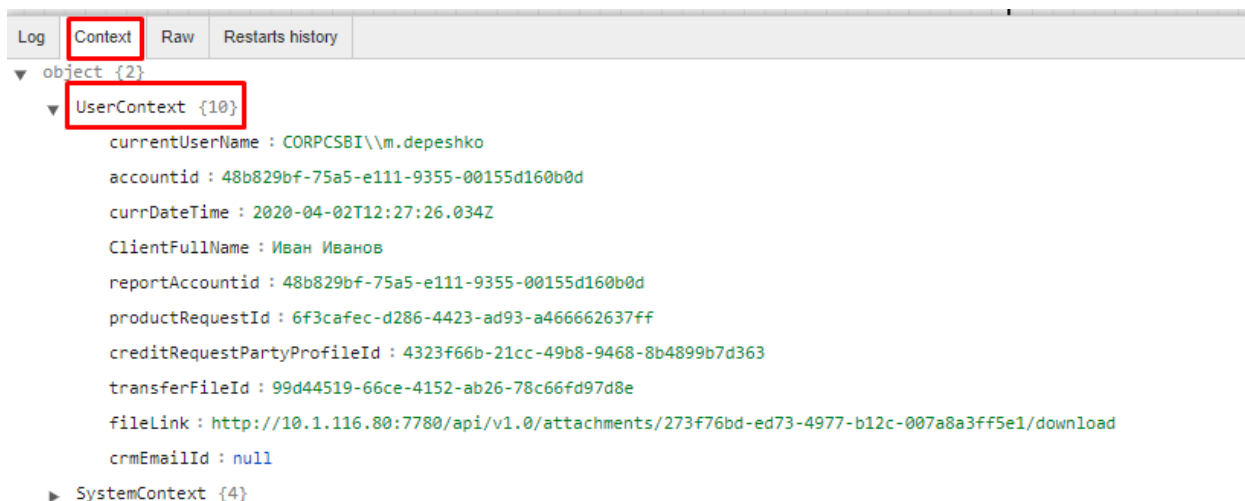 Log Context Raw Restarts history
▼ object {2}
▼ UserContext {10}
currentUserName : CORPCSBI\\m.depeshko
accountid : 48b829bf-75a5-e111-9355-00155d160b0d
currDateTime : 2020-04-02T12:27:26.034Z
ClientFullName : Иван Иванов
reportAccountid : 48b829bf-75a5-e111-9355-00155d160b0d
productRequestId : 6f3cafec-d286-4423-ad93-a466662637ff
creditRequestPartyProfileId : 4323f66b-21cc-49b8-9468-8b4899b7d363
transferFileId : 99d44519-66ce-4152-ab26-78c66fd97d8e
fileLink : http://10.1.116.80:7780/api/v1.0/attachments/273f76bd-ed73-4977-b12c-007a8a3ff5e1/download
crmEmailId : null
► SystemContext {4}